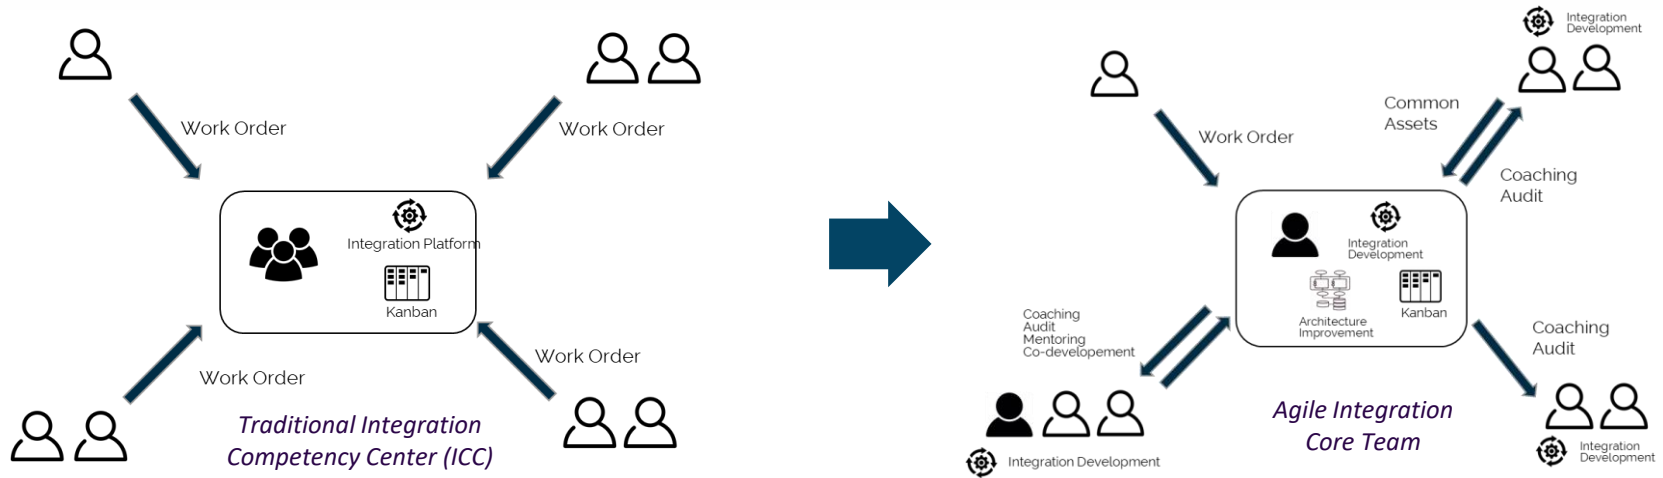 Work Order
Work Order
Integration Platform
Kanban
Work Order
Work Order
Traditional Integration
Competency Center (ICC)
Integration
Development
Work Order
Common
Assets
Coaching
Audit
Integration
Development
Architecture
Improvement
Kanban
Coaching
Audit
Mentoring
Co-developement
Integration Development
Coaching
Audit
Integration
Development
Agile Integration
Core Team